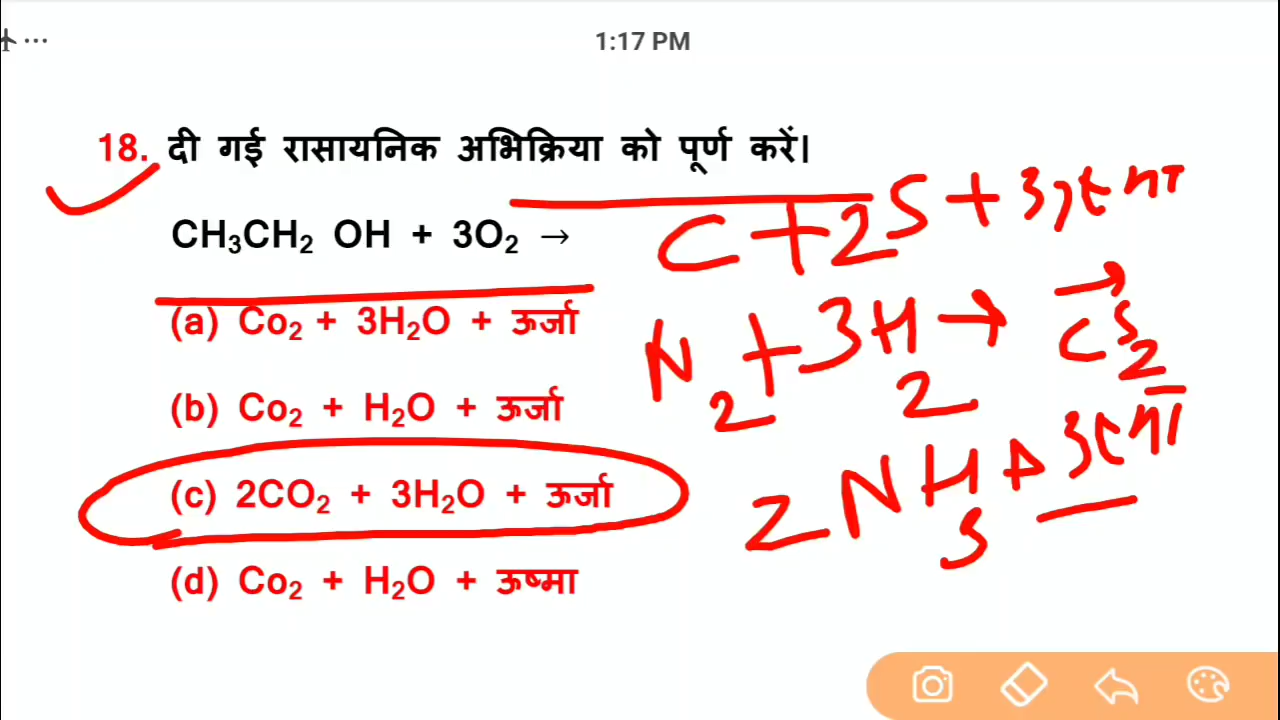 1:17 PM
18. दी गई रासायनिक अभिक्रिया को पूर्ण करें।
CH₃CH₂ OH + 3O₂ →
(a) Co₂ + 3H₂O + ऊर्जा
(b) Co₂ + H₂O + ऊर्जा
(c) 2CO₂ + 3H₂O + ऊर्जा
(d) Co₂ + H₂O + ऊष्मा
C + 2S +
→
CS₂
N₂ + 3H₂ →
2NH₃ +